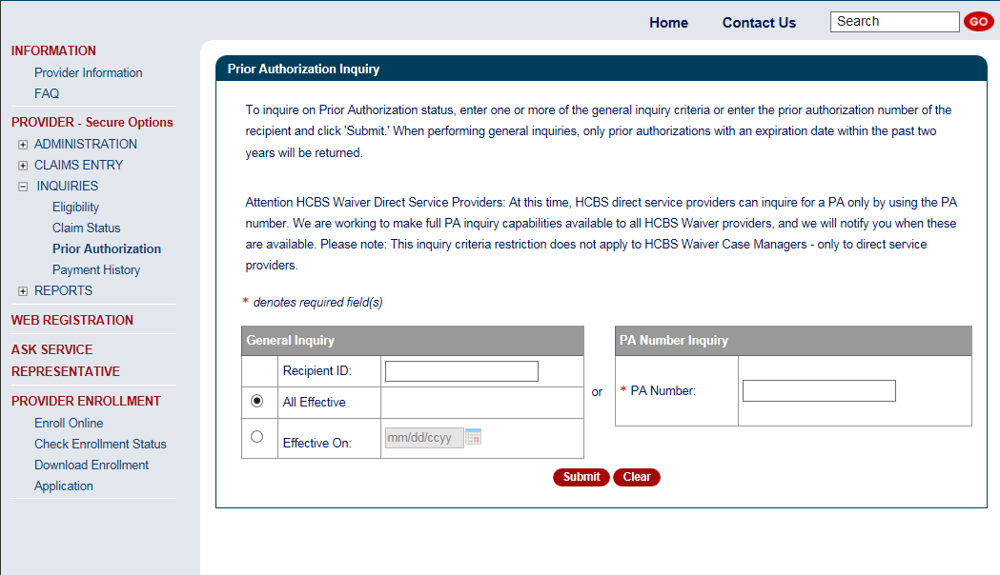 Home Contact Us Search GO
INFORMATION
Provider Information
FAQ
PROVIDER - Secure Options
ADMINISTRATION
CLAIMS ENTRY
INQUIRIES
Eligibility
Claim Status
Prior Authorization
Payment History
REPORTS
WEB REGISTRATION
ASK SERVICE
REPRESENTATIVE
PROVIDER ENROLLMENT
Enroll Online
Check Enrollment Status
Download Enrollment
Application
Prior Authorization Inquiry
To inquire on Prior Authorization status, enter one or more of the general inquiry criteria or enter the prior authorization number of the
recipient and click 'Submit.' When performing general inquiries, only prior authorizations with an expiration date within the past two
years will be returned.
Attention HCBS Waiver Direct Service Providers: At this time, HCBS direct service providers can inquire for a PA only by using the PA
number. We are working to make full PA inquiry capabilities available to all HCBS Waiver providers, and we will notify you when these
are available. Please note: This inquiry criteria restriction does not apply to HCBS Waiver Case Managers - only to direct service
providers.
* denotes required field(s)
General Inquiry
Recipient ID:
All Effective
Effective On: mm/dd/ccyy
or
PA Number Inquiry
* PA Number:
Submit Clear